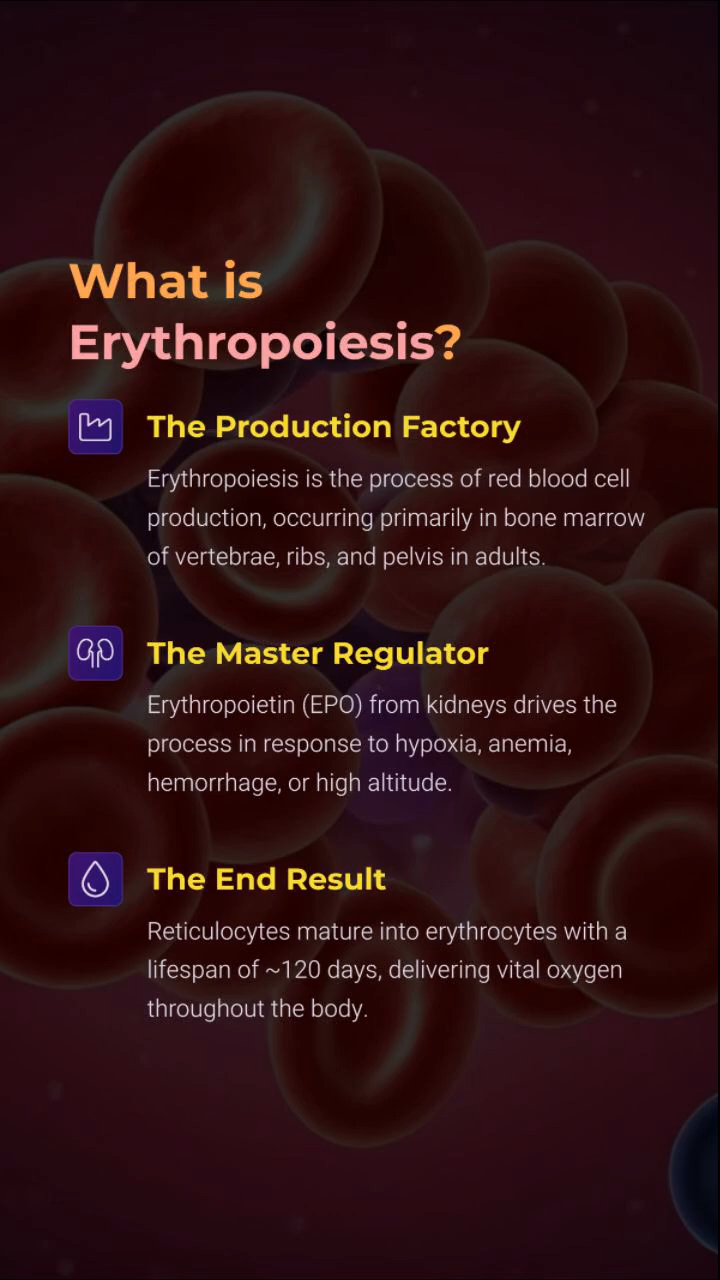 What is
Erythropoiesis?
The Production Factory
Erythropoiesis is the process of red blood cell
production, occurring primarily in bone marrow
of vertebrae, ribs, and pelvis in adults.
The Master Regulator
Erythropoietin (EPO) from kidneys drives the
process in response to hypoxia, anemia,
hemorrhage, or high altitude.
The End Result
Reticulocytes mature into erythrocytes with a
lifespan of ~120 days, delivering vital oxygen
throughout the body.